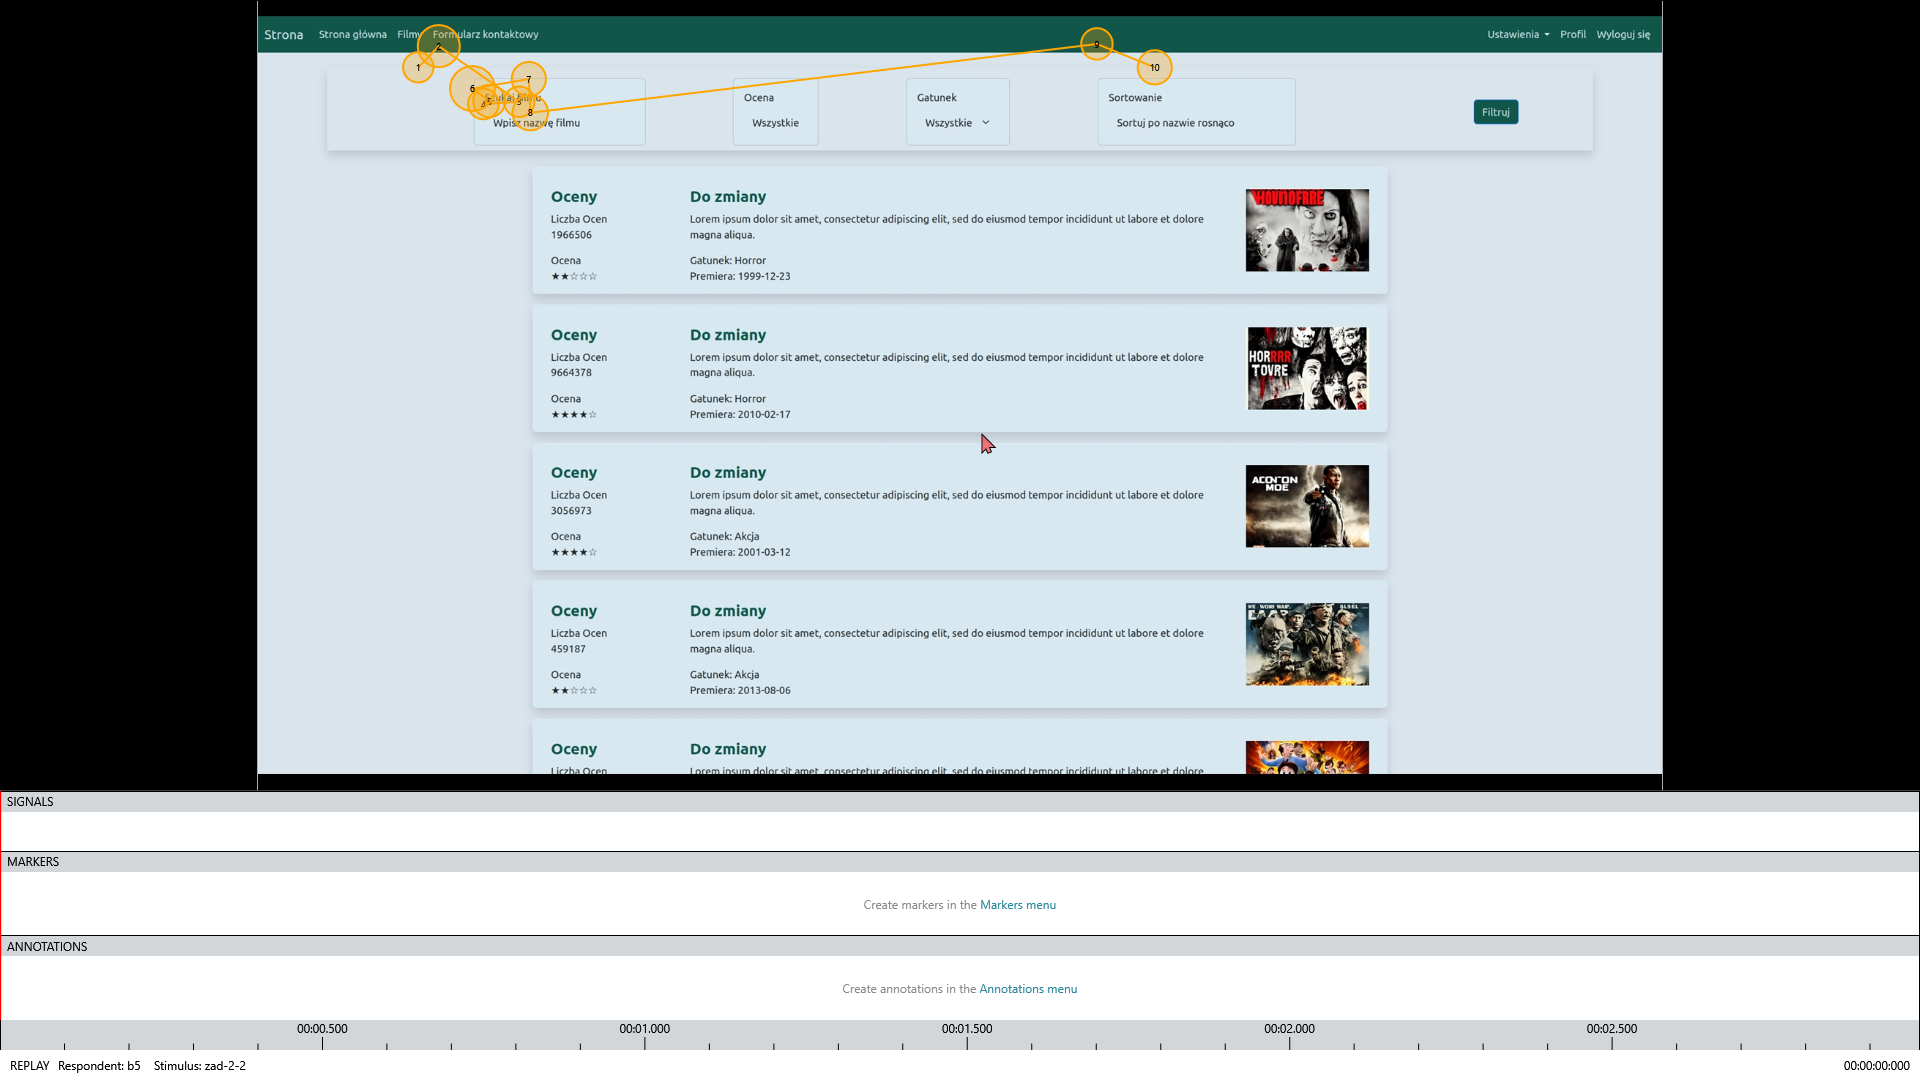 Strona Strona główna Filmy Formularz kontaktowy Ustawienia Profil Wyloguj się
1 2 3 6 7 8 9 10
Szukaj filmu Ocena Gatunek Sortowanie
Wpisz nazwę filmu Wszystkie Wszystkie Sortuj po nazwie rosnąco Filtruj
Oceny Do zmiany
Liczba Ocen Lorem ipsum dolor sit amet, consectetur adipiscing elit, sed do eiusmod tempor incididunt ut labore et dolore
1966506 magna aliqua.
Ocena Gatunek: Horror
★★☆☆☆ Premiera: 1999-12-23
Oceny Do zmiany
Liczba Ocen Lorem ipsum dolor sit amet, consectetur adipiscing elit, sed do eiusmod tempor incididunt ut labore et dolore
9664378 magna aliqua.
Ocena Gatunek: Horror
★★★★☆ Premiera: 2010-02-17
HORRRR
TOVRE
Oceny Do zmiany
Liczba Ocen Lorem ipsum dolor sit amet, consectetur adipiscing elit, sed do eiusmod tempor incididunt ut labore et dolore
3056973 magna aliqua.
Ocena Gatunek: Akcja
★★★★☆ Premiera: 2001-03-12
ACON'ON
MOE
Oceny Do zmiany
Liczba Ocen Lorem ipsum dolor sit amet, consectetur adipiscing elit, sed do eiusmod tempor incididunt ut labore et dolore
459187 magna aliqua.
Ocena Gatunek: Akcja
★★☆☆☆ Premiera: 2013-08-06
Oceny Do zmiany
Liczba Ocen Lorem ipsum dolor sit amet, consectetur adipiscing elit, sed do eiusmod tempor incididunt ut labore et dolore
SIGNALS
MARKERS
Create markers in the Markers menu
ANNOTATIONS
Create annotations in the Annotations menu
00:00.500 00:01.000 00:01.500 00:02.000 00:02.500
REPLAY Respondent: b5 Stimulus: zad-2-2 00:00:00:000